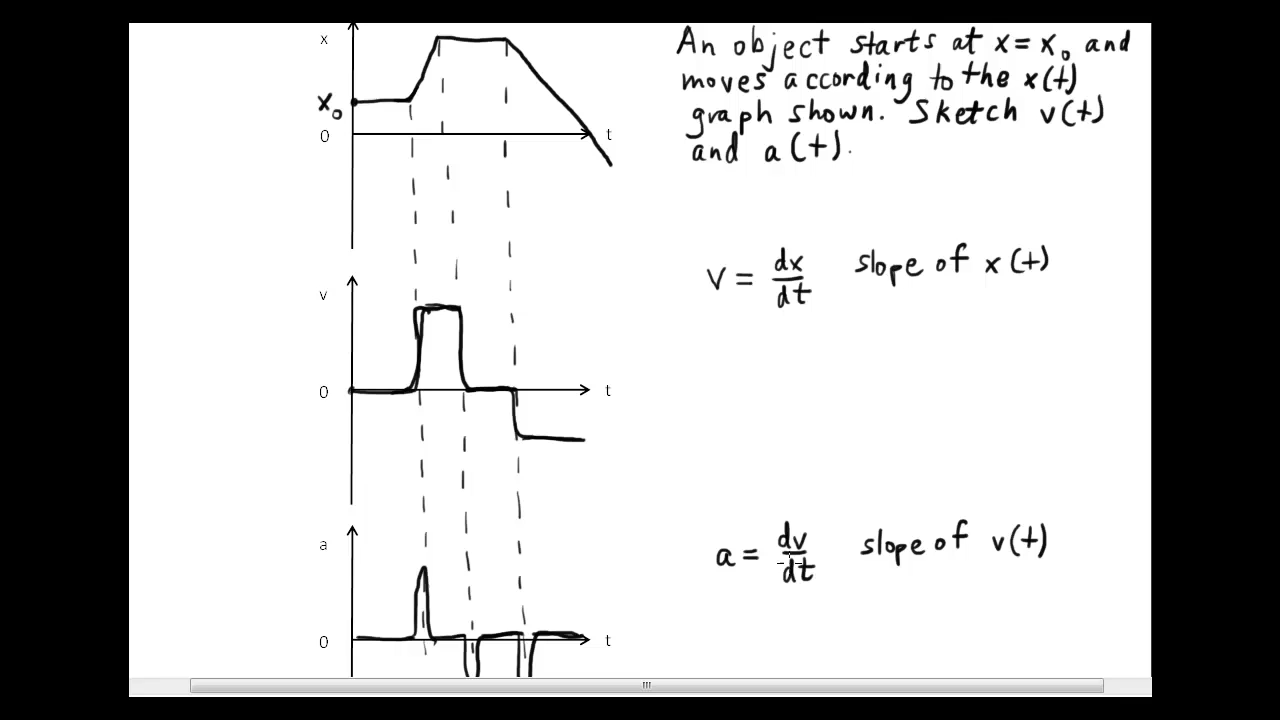 x
x₀
0
t
An object starts at x = x₀ and
moves according to the x(t)
graph shown. Sketch v(t)
and a(t).
v
0
t
v = dx/dt slope of x(t)
a
0
t
a = dv/dt slope of v(t)